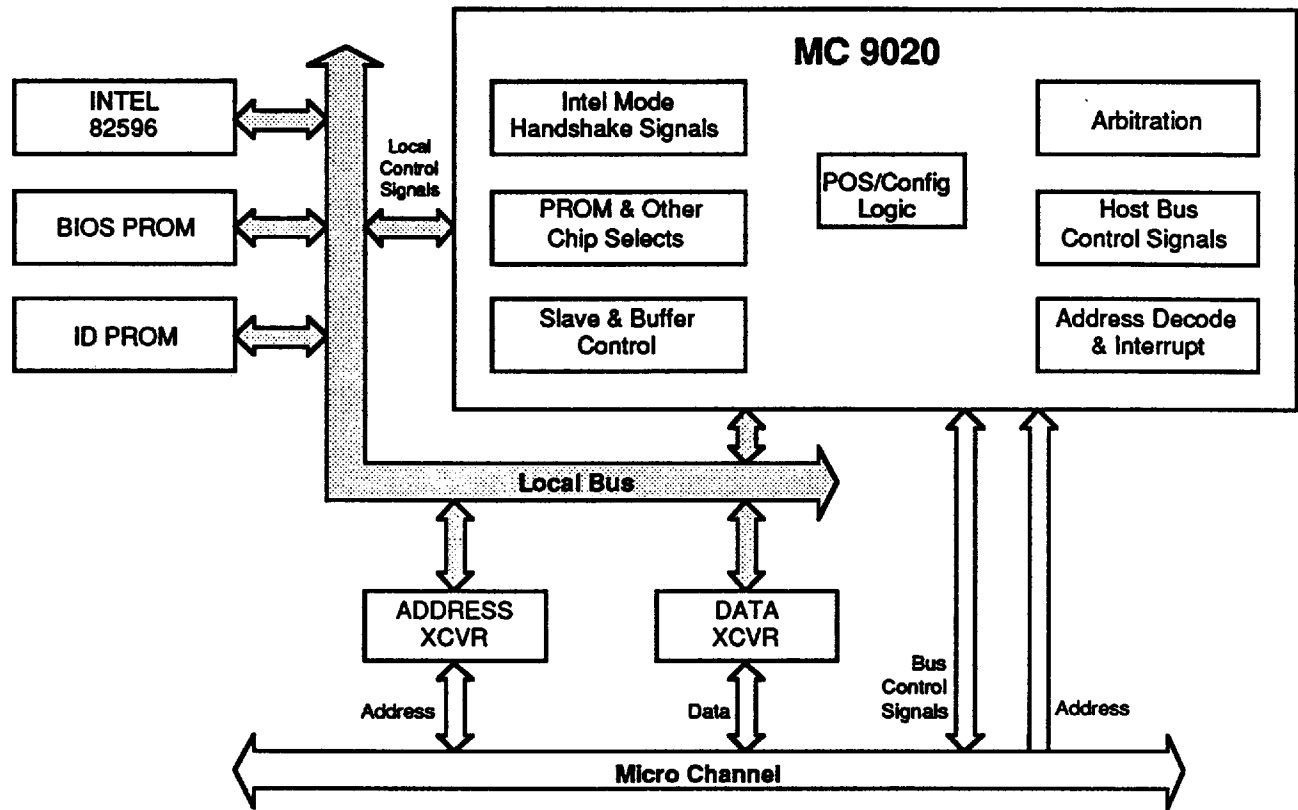 MC 9020
INTEL
82596
BIOS PROM
ID PROM
Local
Control
Signals
Intel Mode
Handshake Signals
PROM & Other
Chip Selects
Slave & Buffer
Control
POS/Config
Logic
Arbitration
Host Bus
Control Signals
Address Decode
& Interrupt
Local Bus
ADDRESS
XCVR
DATA
XCVR
Address
Data
Bus
Control
Signals
Address
Micro Channel